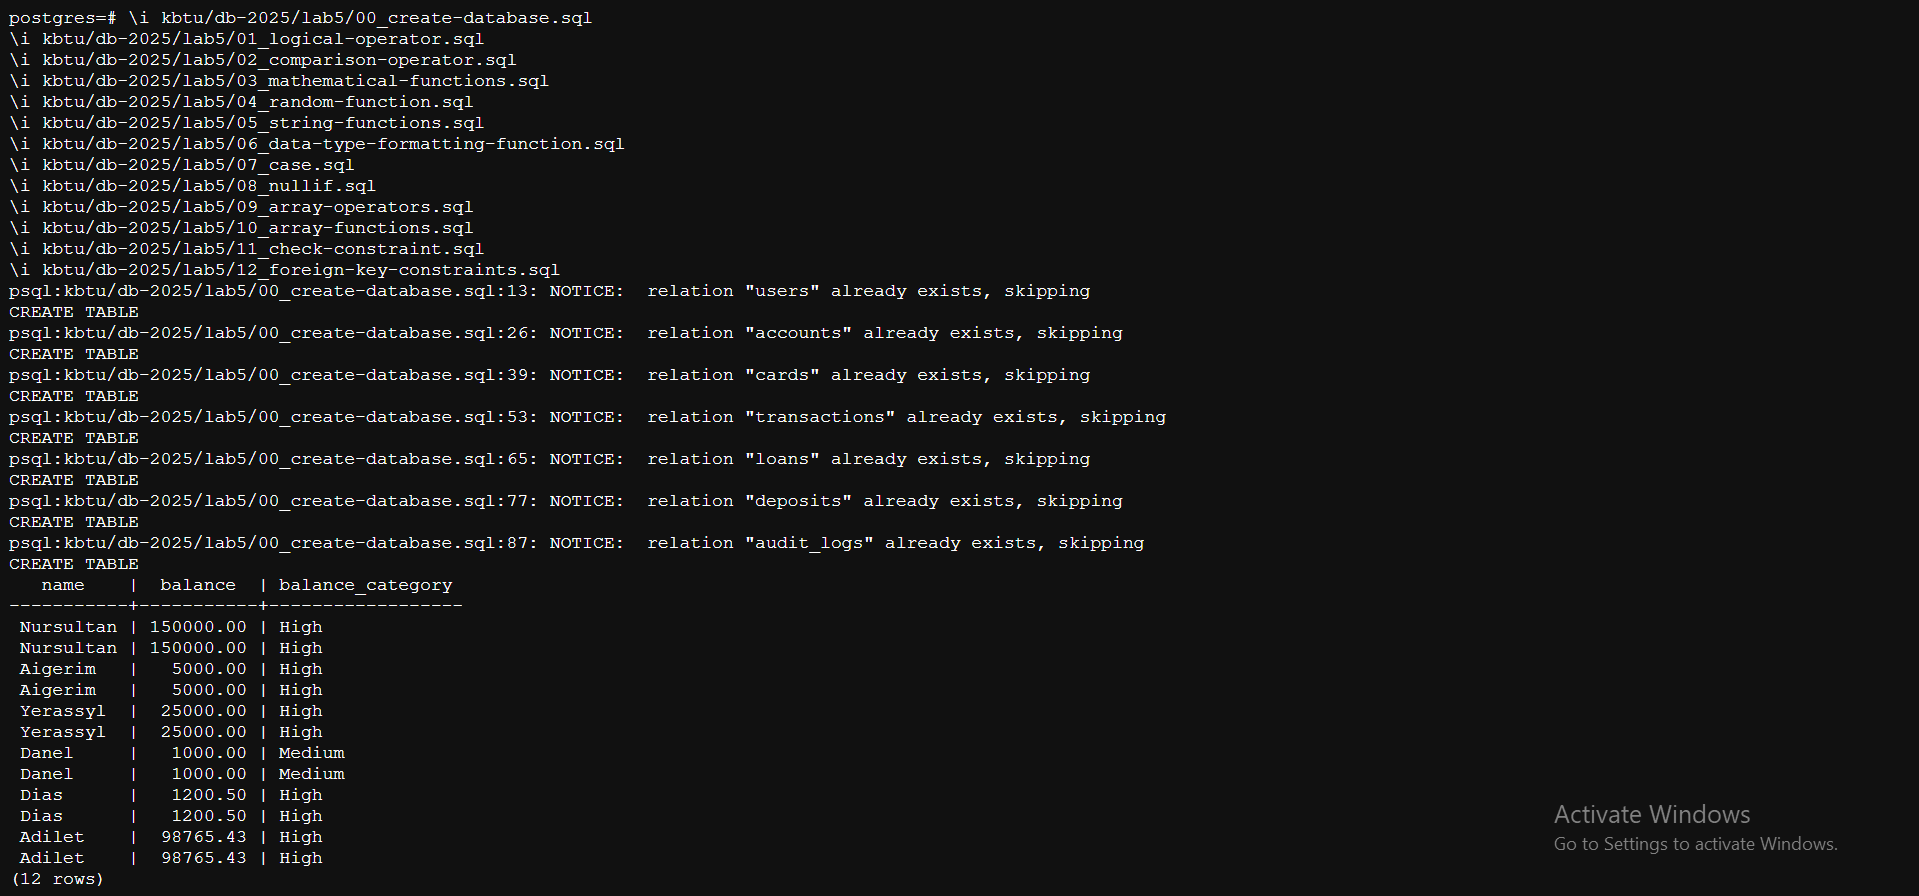 postgres=# \i kbtu/db-2025/lab5/00_create-database.sql
\i kbtu/db-2025/lab5/01_logical-operator.sql
\i kbtu/db-2025/lab5/02_comparison-operator.sql
\i kbtu/db-2025/lab5/03_mathematical-functions.sql
\i kbtu/db-2025/lab5/04_random-function.sql
\i kbtu/db-2025/lab5/05_string-functions.sql
\i kbtu/db-2025/lab5/06_data-type-formatting-function.sql
\i kbtu/db-2025/lab5/07_case.sql
\i kbtu/db-2025/lab5/08_nullif.sql
\i kbtu/db-2025/lab5/09_array-operators.sql
\i kbtu/db-2025/lab5/10_array-functions.sql
\i kbtu/db-2025/lab5/11_check-constraint.sql
\i kbtu/db-2025/lab5/12_foreign-key-constraints.sql
psql:kbtu/db-2025/lab5/00_create-database.sql:13: NOTICE:  relation "users" already exists, skipping
CREATE TABLE
psql:kbtu/db-2025/lab5/00_create-database.sql:26: NOTICE:  relation "accounts" already exists, skipping
CREATE TABLE
psql:kbtu/db-2025/lab5/00_create-database.sql:39: NOTICE:  relation "cards" already exists, skipping
CREATE TABLE
psql:kbtu/db-2025/lab5/00_create-database.sql:53: NOTICE:  relation "transactions" already exists, skipping
CREATE TABLE
psql:kbtu/db-2025/lab5/00_create-database.sql:65: NOTICE:  relation "loans" already exists, skipping
CREATE TABLE
psql:kbtu/db-2025/lab5/00_create-database.sql:77: NOTICE:  relation "deposits" already exists, skipping
CREATE TABLE
psql:kbtu/db-2025/lab5/00_create-database.sql:87: NOTICE:  relation "audit_logs" already exists, skipping
CREATE TABLE
   name    |  balance  | balance_category
-----------+-----------+------------------
 Nursultan | 150000.00 | High
 Nursultan | 150000.00 | High
 Aigerim   |   5000.00 | High
 Aigerim   |   5000.00 | High
 Yerassyl  |  25000.00 | High
 Yerassyl  |  25000.00 | High
 Danel     |   1000.00 | Medium
 Danel     |   1000.00 | Medium
 Dias      |   1200.50 | High
 Dias      |   1200.50 | High
 Adilet    |  98765.43 | High
 Adilet    |  98765.43 | High
(12 rows)
Activate Windows
Go to Settings to activate Windows.